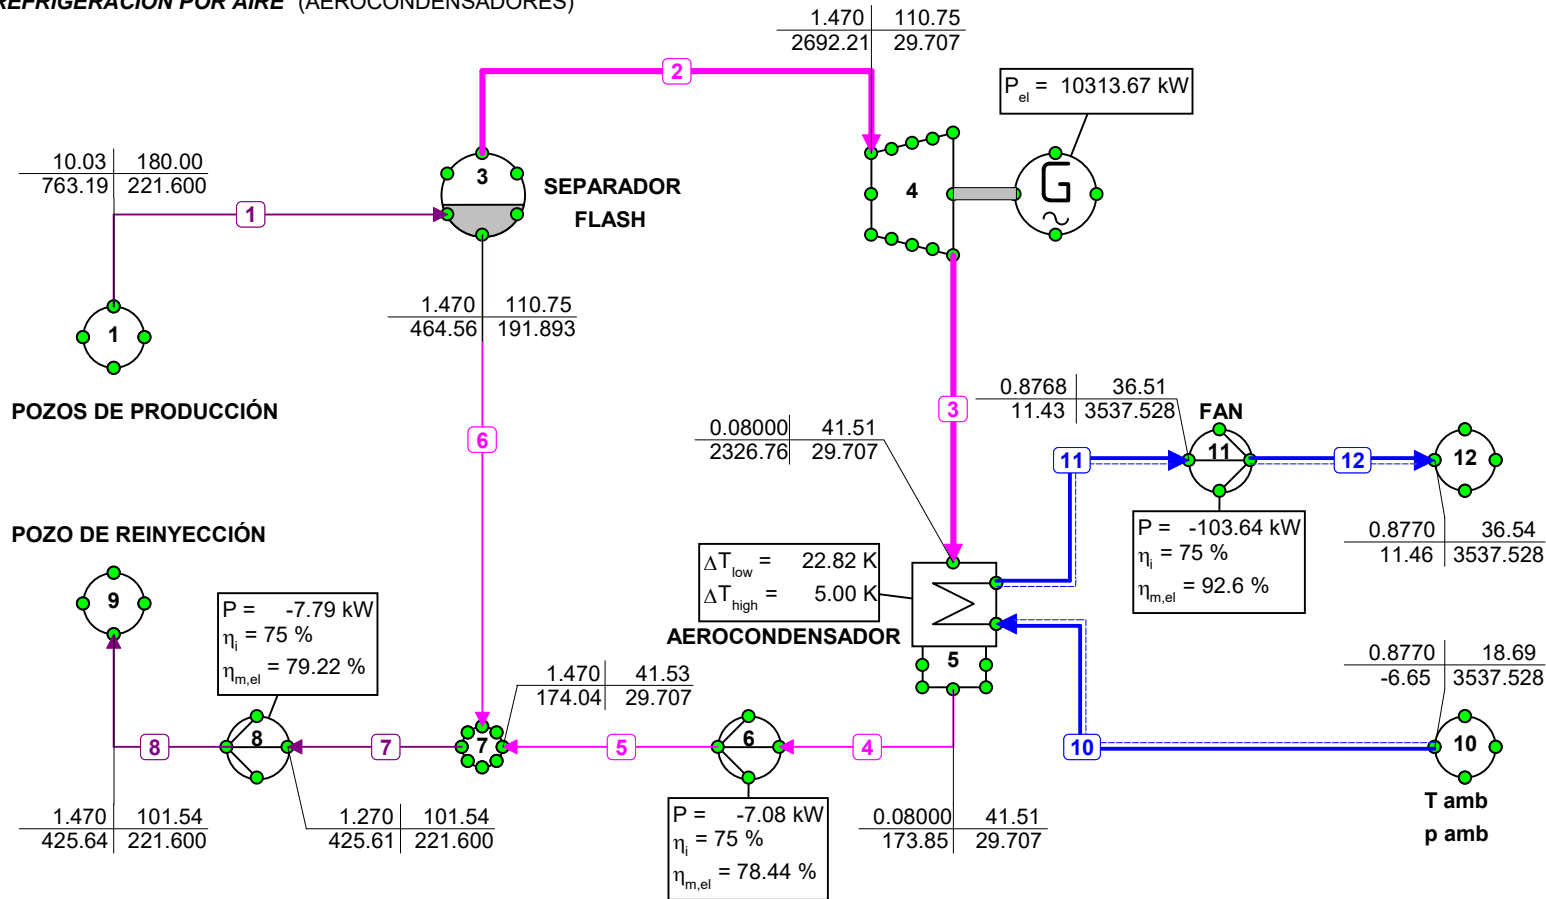 REFRIGERACIÓN POR AIRE (AEROCONDENSADORES)
1.470 110.75
2692.21 29.707
2
P el = 10313.67 kW
10.03 180.00
763.19 221.600
1
3
SEPARADOR
FLASH
4
G
1.470 110.75
464.56 191.893
1
POZOS DE PRODUCCIÓN
6
3
0.08000 41.51
2326.76 29.707
0.8768 36.51
11.43 3537.528
FAN
11
11
12
12
P = -103.64 kW
ηi = 75 %
ηm,el = 92.6 %
0.8770 36.54
11.46 3537.528
POZO DE REINYECCIÓN
9
ΔTlow = 22.82 K
ΔThigh = 5.00 K
AEROCONDENSADOR
5
P = -7.79 kW
ηi = 75 %
ηm,el = 79.22 %
1.470 41.53
174.04 29.707
0.8770 18.69
-6.65 3537.528
8
8
7
7
5
6
4
10
10
T amb
p amb
1.470 101.54
425.64 221.600
1.270 101.54
425.61 221.600
P = -7.08 kW
ηi = 75 %
ηm,el = 78.44 %
0.08000 41.51
173.85 29.707